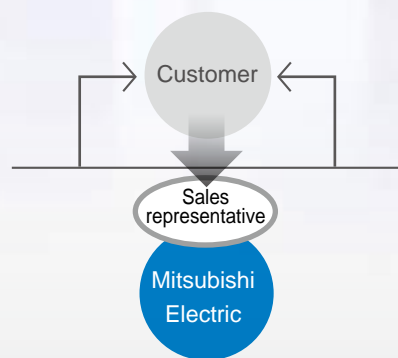 Customer
Sales
representative
Mitsubishi
Electric